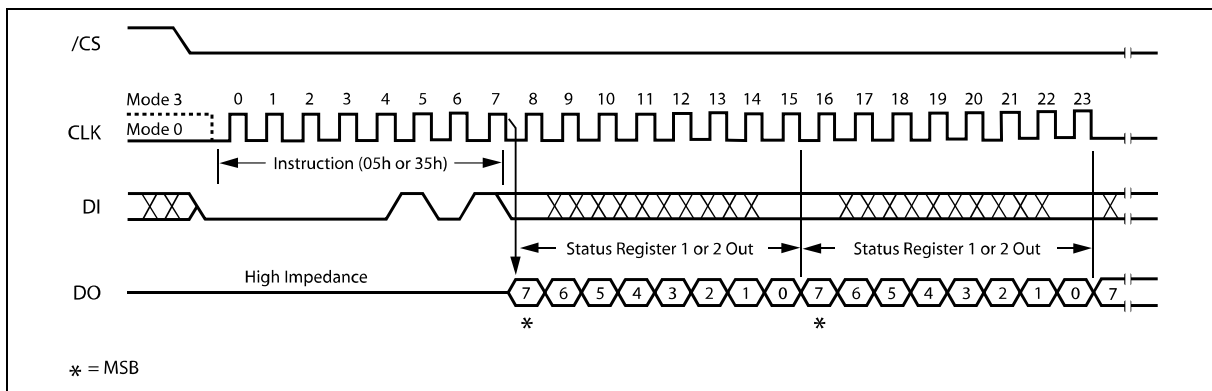 /CS
Mode 3
0 1 2 3 4 5 6 7 8 9 10 11 12 13 14 15 16 17 18 19 20 21 22 23
CLK
Mode 0
Instruction (05h or 35h)
DI
Status Register 1 or 2 Out Status Register 1 or 2 Out
High Impedance
DO
7 6 5 4 3 2 1 0 7 6 5 4 3 2 1 0 7
* *
* = MSB